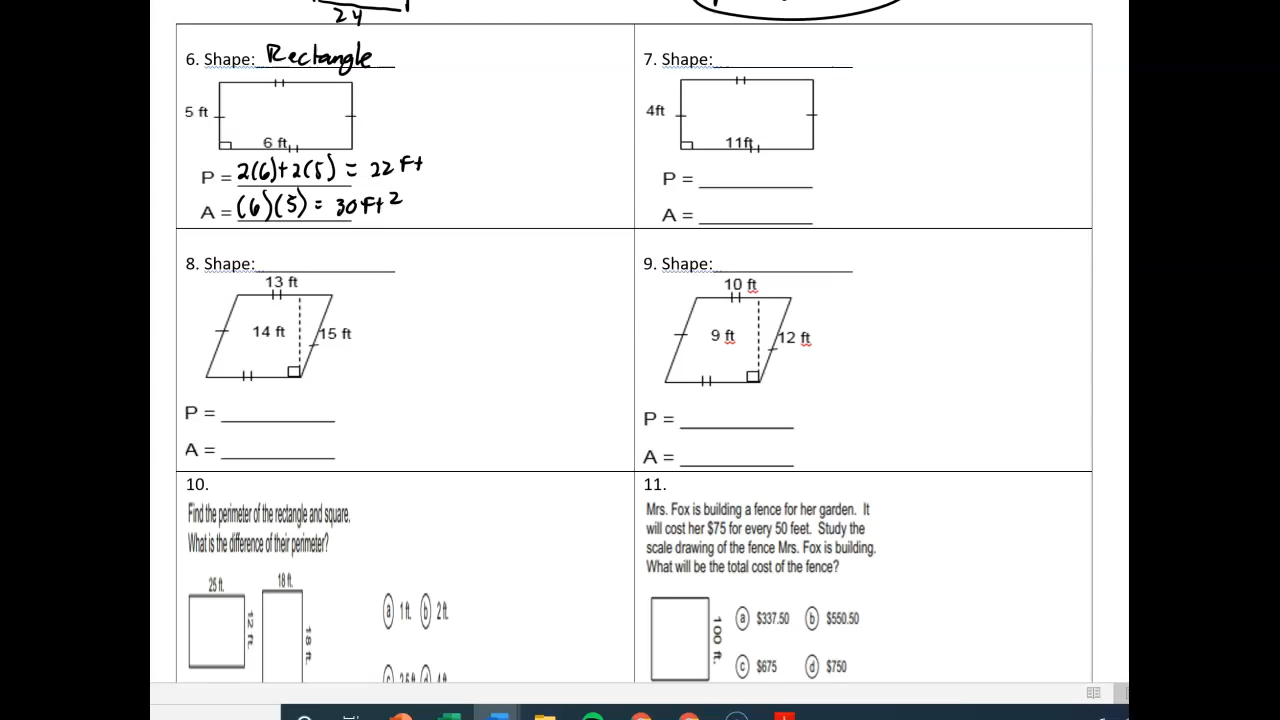 24
6. Shape: Rectangle
5 ft
6 ft
P = 2(6)+2(5) = 22 Ft
A = (6)(5) = 30 Ft²
7. Shape:
4ft
11ft
P =
A =
8. Shape:
13 ft
14 ft
15 ft
P =
A =
9. Shape:
10 ft
9 ft
12 ft
P =
A =
10.
Find the perimeter of the rectangle and square.
What is the difference of their perimeter?
25 ft.
12 ft.
18 ft.
18 ft.
a 1 ft. b 2 ft.
11.
Mrs. Fox is building a fence for her garden. It
will cost her $75 for every 50 feet. Study the
scale drawing of the fence Mrs. Fox is building.
What will be the total cost of the fence?
100 ft.
a $337.50 b $550.50
c $675 d $750